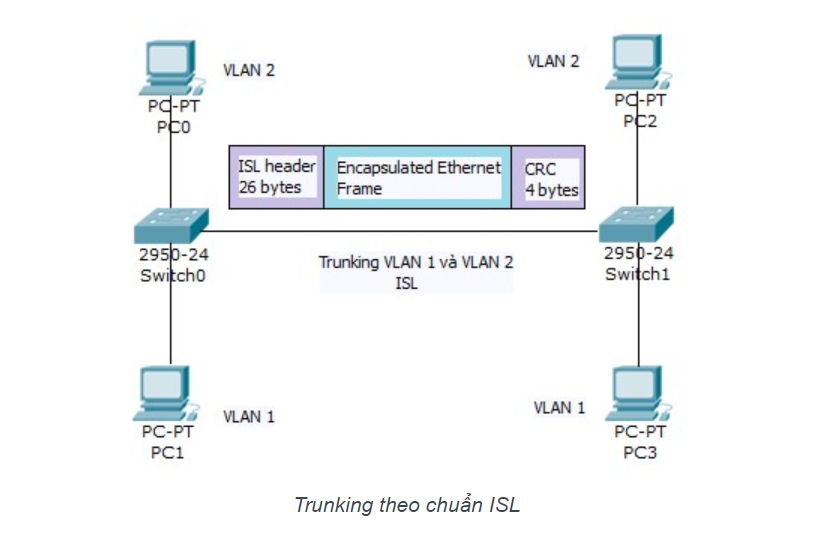 VLAN 2
PC-PT
PC0
VLAN 2
PC-PT
PC2
ISL header
26 bytes
Encapsulated Ethernet
Frame
CRC
4 bytes
2950-24
Switch0
Trunking VLAN 1 và VLAN 2
ISL
2950-24
Switch1
PC-PT
PC1
VLAN 1
VLAN 1
PC-PT
PC3
Trunking theo chuẩn ISL